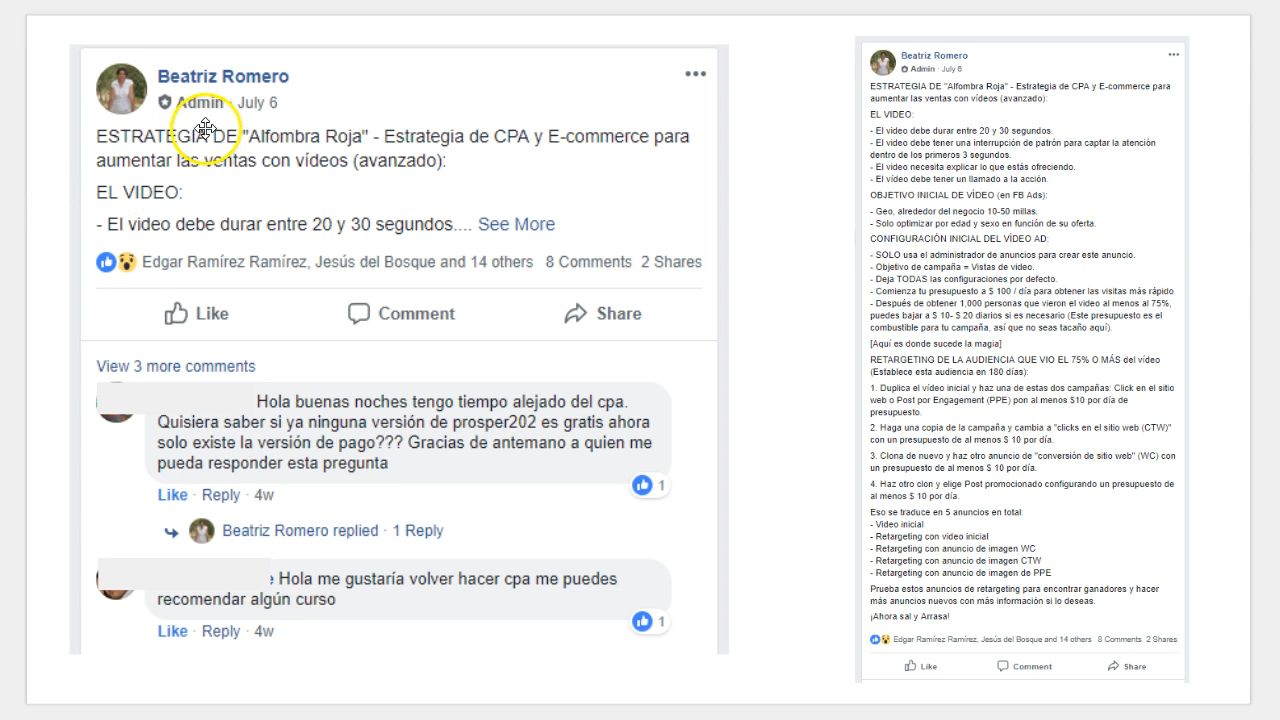 Beatriz Romero
Admin · July 6
ESTRATEGIA DE "Alfombra Roja" - Estrategia de CPA y E-commerce para
aumentar las ventas con vídeos (avanzado):
EL VIDEO:
- El video debe durar entre 20 y 30 segundos.... See More
Edgar Ramírez Ramírez, Jesús del Bosque and 14 others 8 Comments 2 Shares
Like Comment Share
View 3 more comments
Hola buenas noches tengo tiempo alejado del cpa.
Quisiera saber si ya ninguna versión de prosper202 es gratis ahora
solo existe la versión de pago??? Gracias de antemano a quien me
pueda responder esta pregunta
1
Like · Reply · 4w
Beatriz Romero replied · 1 Reply
Hola me gustaría volver hacer cpa me puedes
recomendar algún curso
1
Like · Reply · 4w
Beatriz Romero
Admin · July 6
ESTRATEGIA DE "Alfombra Roja" - Estrategia de CPA y E-commerce para
aumentar las ventas con vídeos (avanzado):
EL VIDEO:
- El video debe durar entre 20 y 30 segundos.
- El video debe tener una interrupción de patrón para captar la atención
dentro de los primeros 3 segundos.
- El video necesita explicar lo que estás ofreciendo.
- El vídeo debe tener un llamado a la acción.
OBJETIVO INICIAL DE VÍDEO (en FB Ads):
- Geo, alrededor del negocio 10-50 millas.
- Solo optimizar por edad y sexo en función de su oferta.
CONFIGURACIÓN INICIAL DEL VÍDEO AD:
- SOLO usa el administrador de anuncios para crear este anuncio.
- Objetivo de campaña = Vistas de video.
- Deja TODAS las configuraciones por defecto.
- Comienza tu presupuesto a $ 100 / día para obtener las visitas más rápido
- Después de obtener 1,000 personas que vieron el video al menos al 75%,
puedes bajar a $ 10- $ 20 diarios si es necesario (Este presupuesto es el
combustible para tu campaña, así que no seas tacaño aquí).
[Aquí es donde sucede la magia]
RETARGETING DE LA AUDIENCIA QUE VIO EL 75% O MÁS del vídeo
(Establece esta audiencia en 180 días):
1. Duplica el vídeo inicial y haz una de estas dos campañas: Click en el sitio
web o Post por Engagement (PPE) pon al menos $10 por día de
presupuesto.
2. Haga una copia de la campaña y cambia a "clicks en el sitio web (CTW)"
con un presupuesto de al menos $ 10 por día.
3. Clona de nuevo y haz otro anuncio de "conversión de sitio web" (WC) con
un presupuesto de al menos $ 10 por día.
4. Haz otro clon y elige Post promocionado configurando un presupuesto de
al menos $ 10 por día.
Eso se traduce en 5 anuncios en total:
- Video inicial
- Retargeting con video inicial
- Retargeting con anuncio de imagen WC
- Retargeting con anuncio de imagen CTW
- Retargeting con anuncio de imagen de PPE
Prueba estos anuncios de retargeting para encontrar ganadores y hacer
más anuncios nuevos con más información si lo deseas.
¡Ahora sal y Arrasa!
Edgar Ramírez Ramírez, Jesús del Bosque and 14 others 8 Comments 2 Shares
Like Comment Share